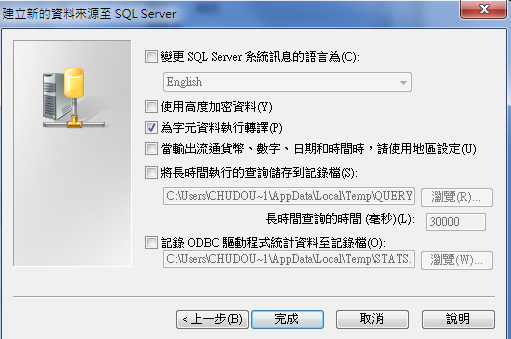 建立新的資料來源至 SQL Server
變更 SQL Server 系統訊息的語言為(C):
English
使用高度加密資料(Y)
為字元資料執行轉譯(P)
當輸出流通貨幣、數字、日期和時間時，請使用地區設定(U)
將長時間執行的查詢儲存到記錄檔(S):
C:\Users\CHUDOU~1\AppData\Local\Temp\QUERY
瀏覽(R)...
長時間查詢的時間 (毫秒)(L):
30000
記錄 ODBC 驅動程式統計資料至記錄檔(O):
C:\Users\CHUDOU~1\AppData\Local\Temp\STATS.
瀏覽(W)...
< 上一步(B)
完成
取消
說明